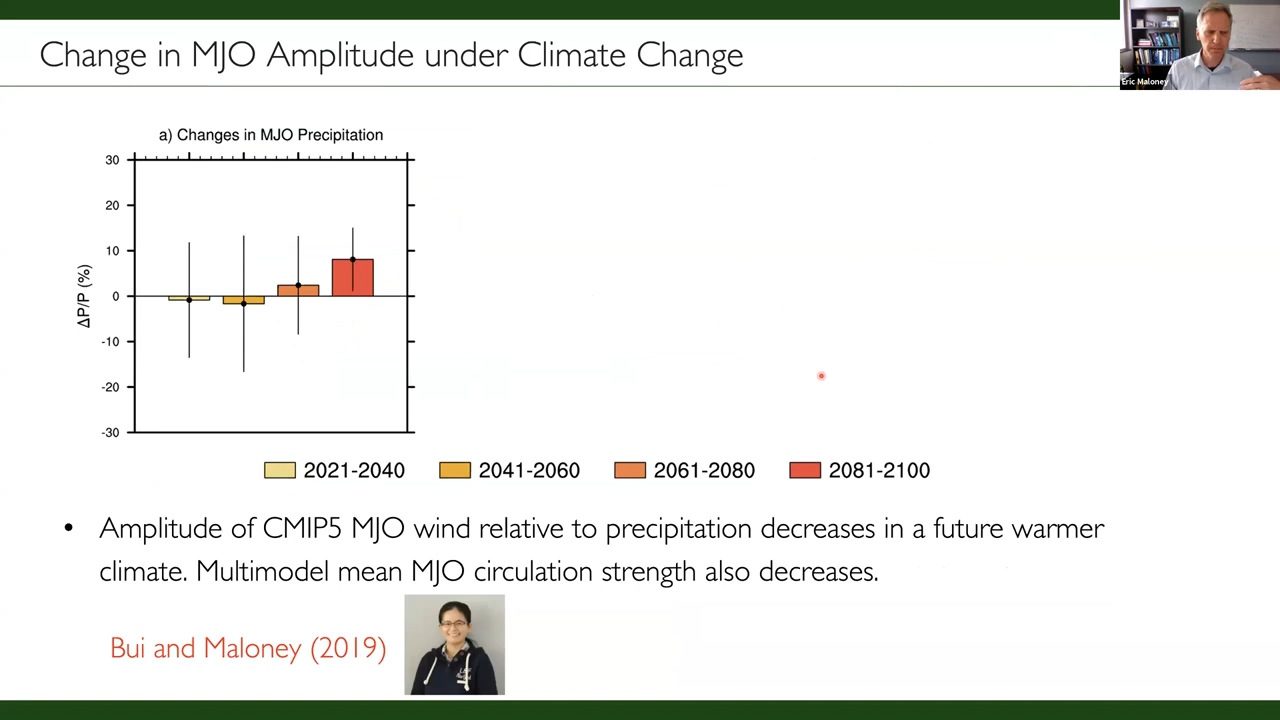 Change in MJO Amplitude under Climate Change
Eric Maloney
a) Changes in MJO Precipitation
30
20
10
0
-10
-20
-30
ΔP/P (%)
2021-2040 2041-2060 2061-2080 2081-2100
• Amplitude of CMIP5 MJO wind relative to precipitation decreases in a future warmer
climate. Multimodel mean MJO circulation strength also decreases.
Bui and Maloney (2019)